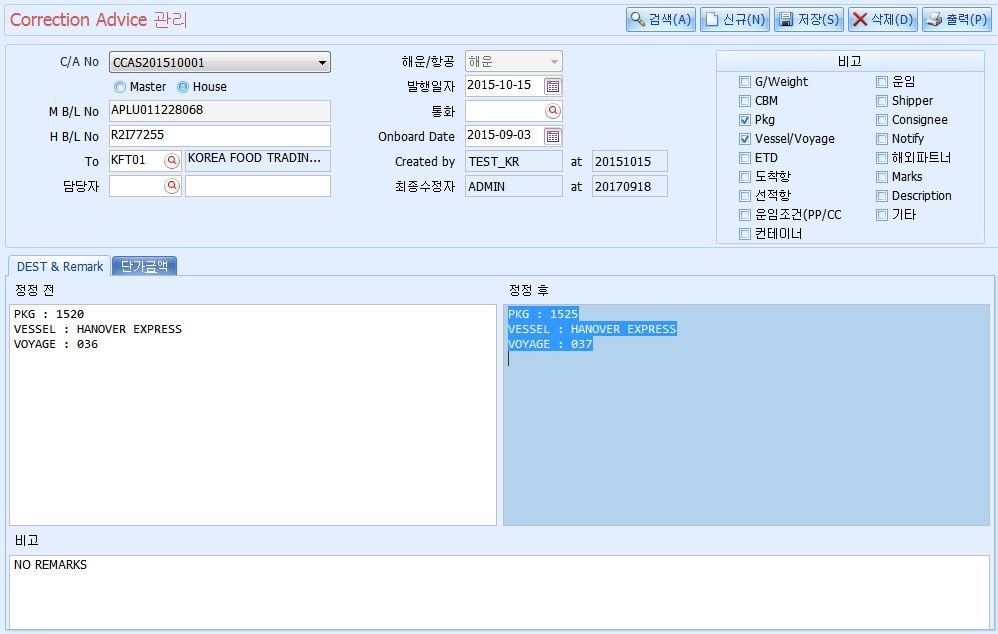 Correction Advice 관리
검색(A) 신규(N) 저장(S) 삭제(D) 출력(P)
C/A No CCAS201510001
Master House
M B/L No APLU011228068
H B/L No R2I77255
To KFT01 KOREA FOOD TRADIN...
담당자
해운/항공 해운
발행일자 2015-10-15
통화
Onboard Date 2015-09-03
Created by TEST_KR at 20151015
최종수정자 ADMIN at 20170918
비고
G/Weight 운임
CBM Shipper
Pkg Consignee
Vessel/Voyage Notify
ETD 해외파트너
도착항 Marks
선적항 Description
운임조건(PP/CC 기타
컨테이너
DEST & Remark 단가금액
정정 전
PKG : 1520
VESSEL : HANOVER EXPRESS
VOYAGE : 036
정정 후
PKG : 1525
VESSEL : HANOVER EXPRESS
VOYAGE : 037
비고
NO REMARKS